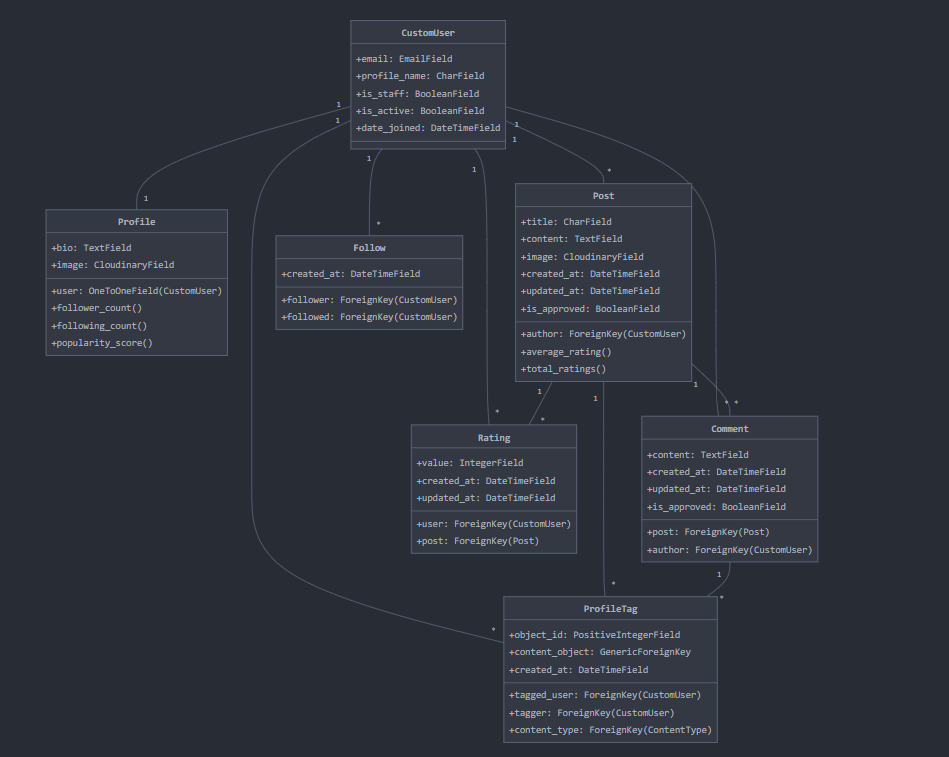 CustomUser
+email: EmailField
+profile_name: CharField
+is_staff: BooleanField
+is_active: BooleanField
+date_joined: DateTimeField
1
1
1
1
1
1
1
*
*
*
Profile
+bio: TextField
+image: CloudinaryField
+user: OneToOneField(CustomUser)
+follower_count()
+following_count()
+popularity_score()
Follow
+created_at: DateTimeField
+follower: ForeignKey(CustomUser)
+followed: ForeignKey(CustomUser)
Post
+title: CharField
+content: TextField
+image: CloudinaryField
+created_at: DateTimeField
+updated_at: DateTimeField
+is_approved: BooleanField
+author: ForeignKey(CustomUser)
+average_rating()
+total_ratings()
1
1
1
*
*
* *
Rating
+value: IntegerField
+created_at: DateTimeField
+updated_at: DateTimeField
+user: ForeignKey(CustomUser)
+post: ForeignKey(Post)
Comment
+content: TextField
+created_at: DateTimeField
+updated_at: DateTimeField
+is_approved: BooleanField
+post: ForeignKey(Post)
+author: ForeignKey(CustomUser)
1
*
*
ProfileTag
+object_id: PositiveIntegerField
+content_object: GenericForeignKey
+created_at: DateTimeField
+tagged_user: ForeignKey(CustomUser)
+tagger: ForeignKey(CustomUser)
+content_type: ForeignKey(ContentType)